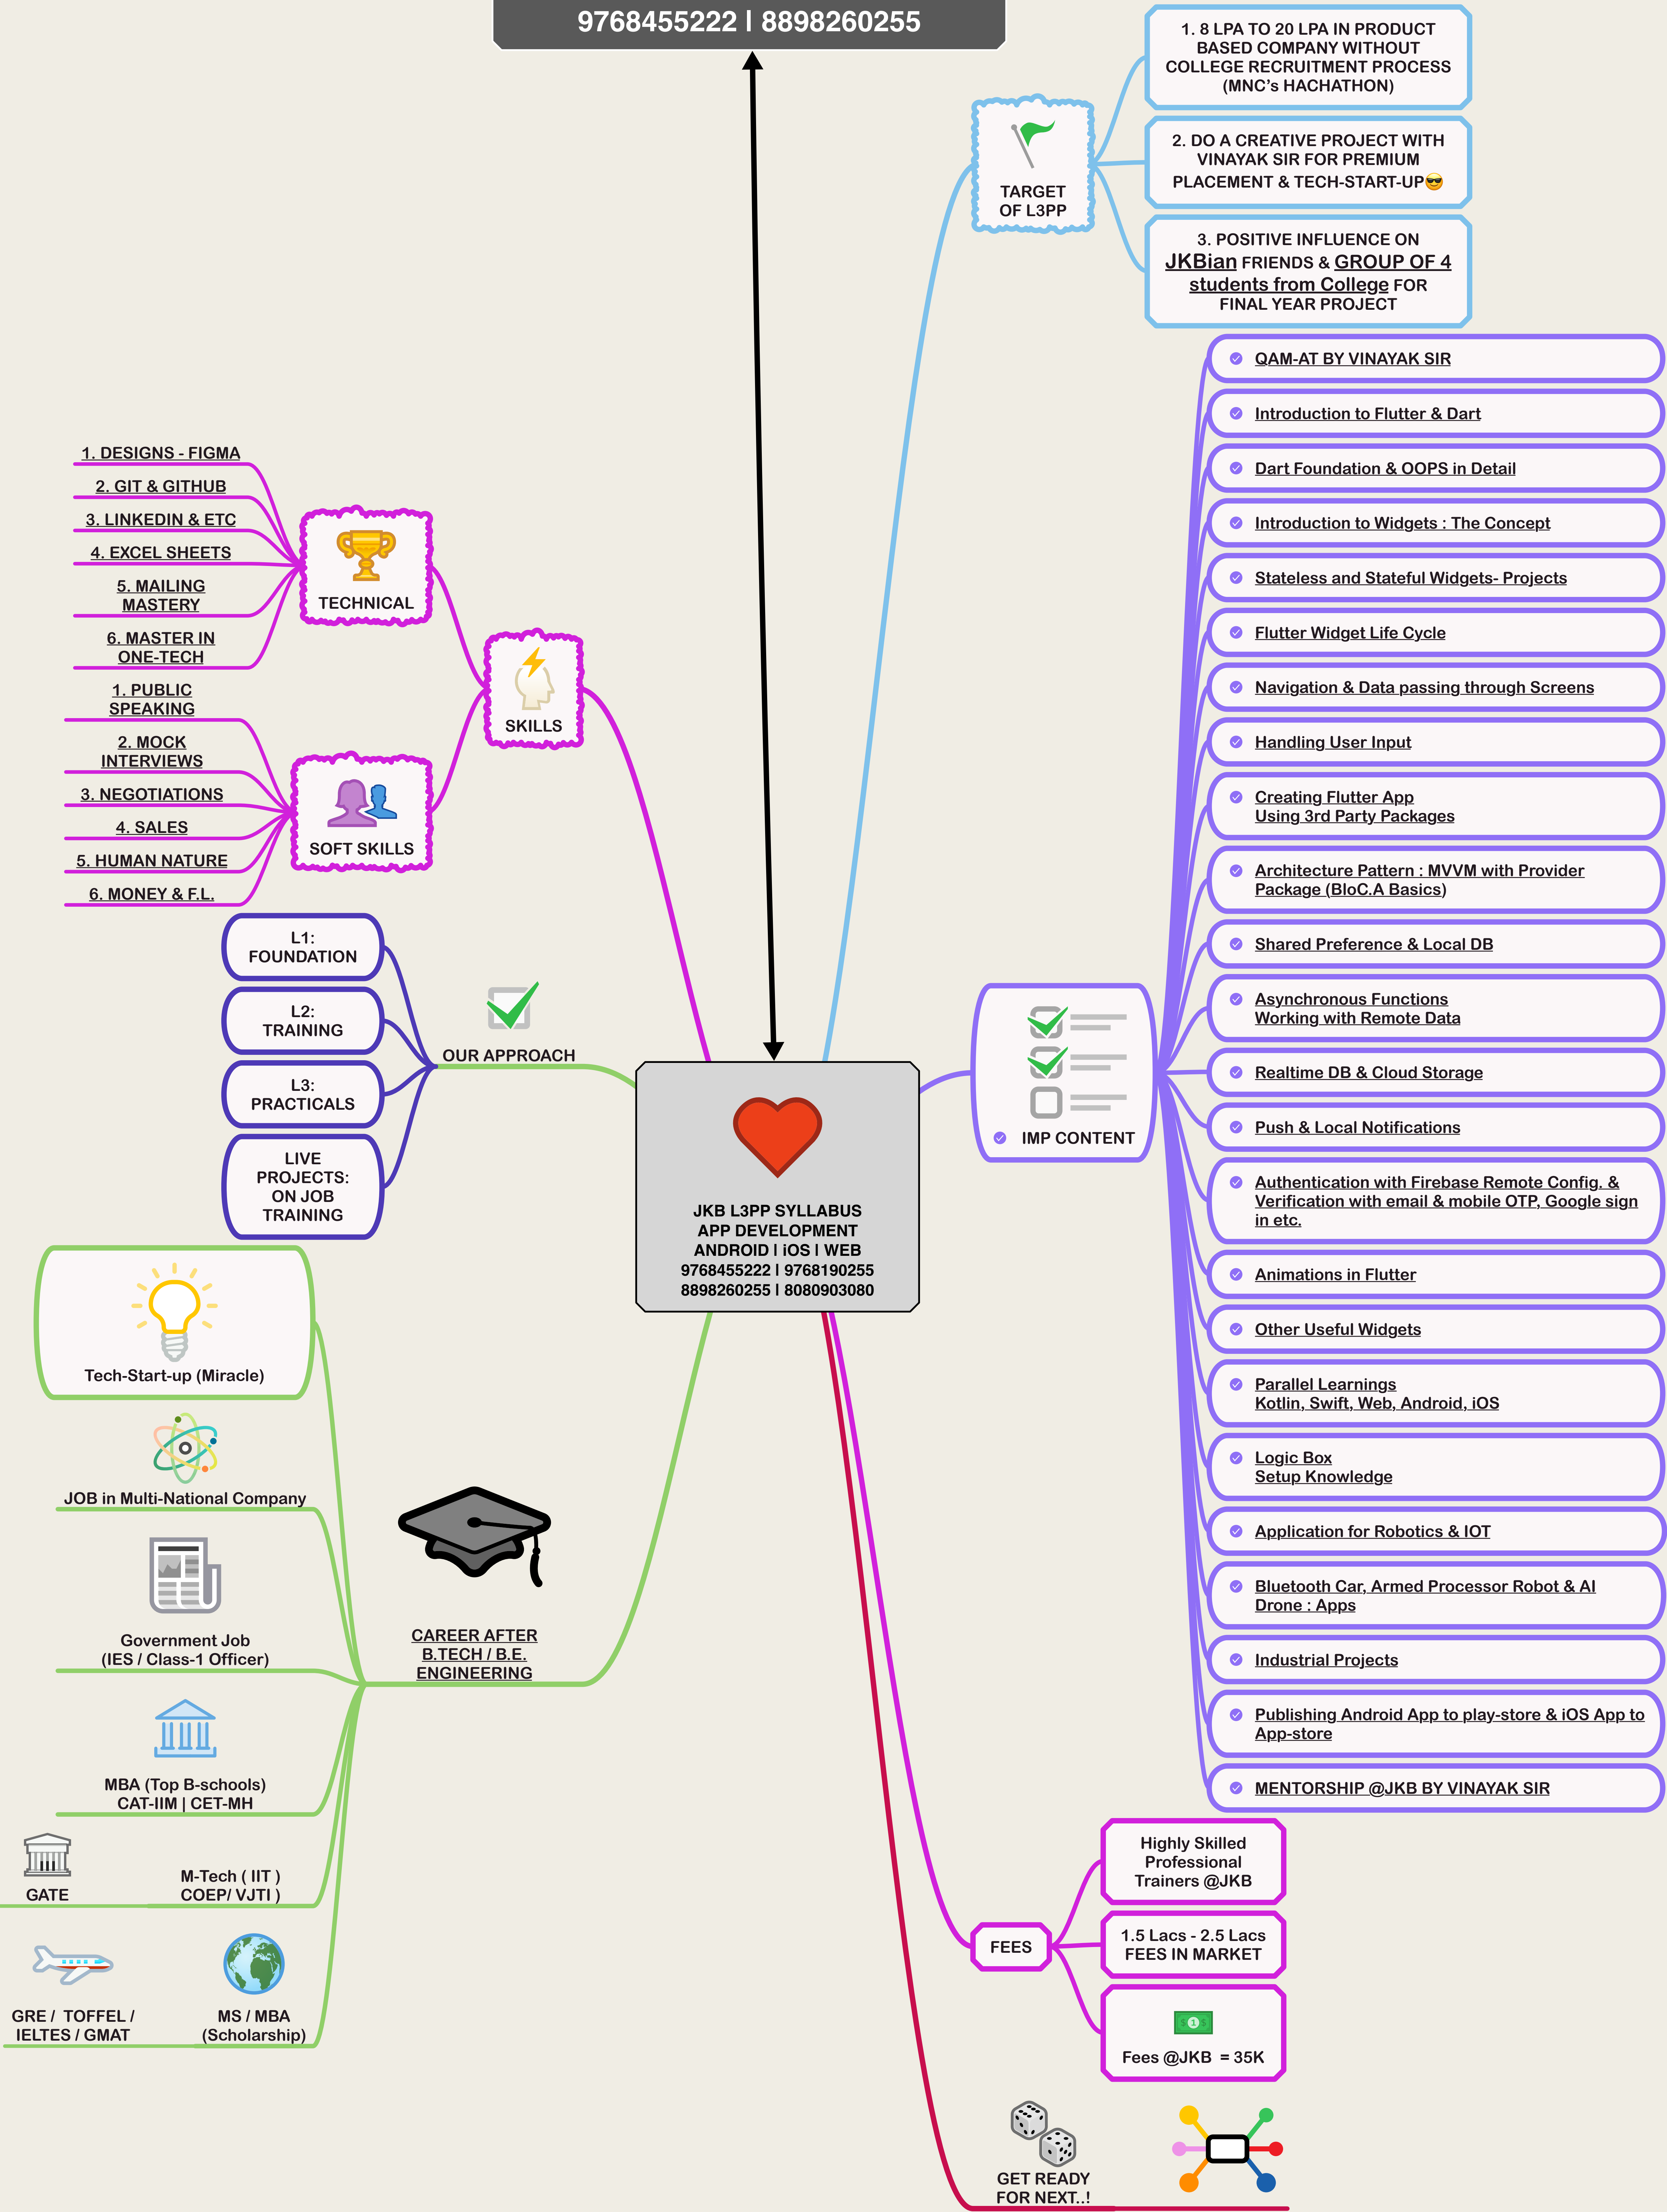 9768455222 | 8898260255
1. 8 LPA TO 20 LPA IN PRODUCT
BASED COMPANY WITHOUT
COLLEGE RECRUITMENT PROCESS
(MNC’s HACHATHON)
TARGET
OF L3PP
2. DO A CREATIVE PROJECT WITH
VINAYAK SIR FOR PREMIUM
PLACEMENT & TECH-START-UP😎
3. POSITIVE INFLUENCE ON
JKBian FRIENDS & GROUP OF 4
students from College FOR
FINAL YEAR PROJECT
1. DESIGNS - FIGMA
2. GIT & GITHUB
3. LINKEDIN & ETC
4. EXCEL SHEETS
5. MAILING
MASTERY
6. MASTER IN
ONE-TECH
TECHNICAL
SKILLS
1. PUBLIC
SPEAKING
2. MOCK
INTERVIEWS
3. NEGOTIATIONS
4. SALES
5. HUMAN NATURE
6. MONEY & F.L.
SOFT SKILLS
L1:
FOUNDATION
L2:
TRAINING
L3:
PRACTICALS
LIVE
PROJECTS:
ON JOB
TRAINING
OUR APPROACH
JKB L3PP SYLLABUS
APP DEVELOPMENT
ANDROID | iOS | WEB
9768455222 | 9768190255
8898260255 | 8080903080
IMP CONTENT
QAM-AT BY VINAYAK SIR
Introduction to Flutter & Dart
Dart Foundation & OOPS in Detail
Introduction to Widgets : The Concept
Stateless and Stateful Widgets- Projects
Flutter Widget Life Cycle
Navigation & Data passing through Screens
Handling User Input
Creating Flutter App
Using 3rd Party Packages
Architecture Pattern : MVVM with Provider
Package (BloC.A Basics)
Shared Preference & Local DB
Asynchronous Functions
Working with Remote Data
Realtime DB & Cloud Storage
Push & Local Notifications
Authentication with Firebase Remote Config. &
Verification with email & mobile OTP, Google sign
in etc.
Animations in Flutter
Other Useful Widgets
Parallel Learnings
Kotlin, Swift, Web, Android, iOS
Logic Box
Setup Knowledge
Application for Robotics & IOT
Bluetooth Car, Armed Processor Robot & AI
Drone : Apps
Industrial Projects
Publishing Android App to play-store & iOS App to
App-store
MENTORSHIP @JKB BY VINAYAK SIR
Tech-Start-up (Miracle)
JOB in Multi-National Company
Government Job
(IES / Class-1 Officer)
MBA (Top B-schools)
CAT-IIM | CET-MH
GATE
M-Tech ( IIT )
COEP/ VJTI )
GRE / TOFFEL /
IELTES / GMAT
MS / MBA
(Scholarship)
CAREER AFTER
B.TECH / B.E.
ENGINEERING
FEES
Highly Skilled
Professional
Trainers @JKB
1.5 Lacs - 2.5 Lacs
FEES IN MARKET
1
Fees @JKB = 35K
GET READY
FOR NEXT..!